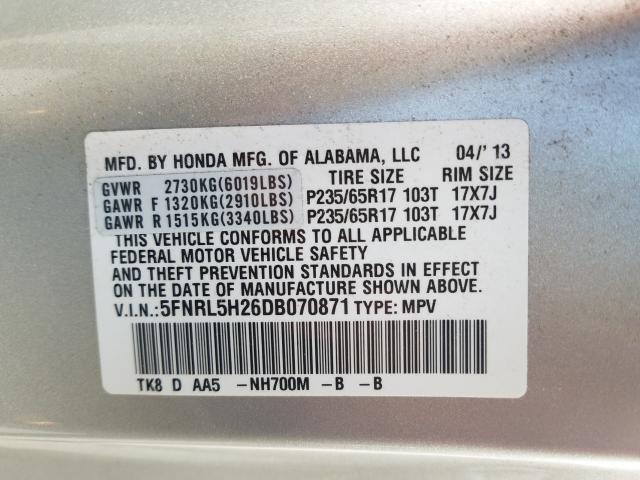 MFD. BY HONDA MFG. OF ALABAMA, LLC 04/' 13
TIRE SIZE RIM SIZE
GVWR 2730KG(6019LBS)
GAWR F 1320KG(2910LBS) P235/65R17 103T 17X7J
GAWR R 1515KG(3340LBS) P235/65R17 103T 17X7J
THIS VEHICLE CONFORMS TO ALL APPLICABLE
FEDERAL MOTOR VEHICLE SAFETY
AND THEFT PREVENTION STANDARDS IN EFFECT
ON THE DATE OF MANUFACTURE SHOWN ABOVE.
V.I.N.:5FNRL5H26DB070871 TYPE: MPV
TK8 D AA5 -NH700M -B -B